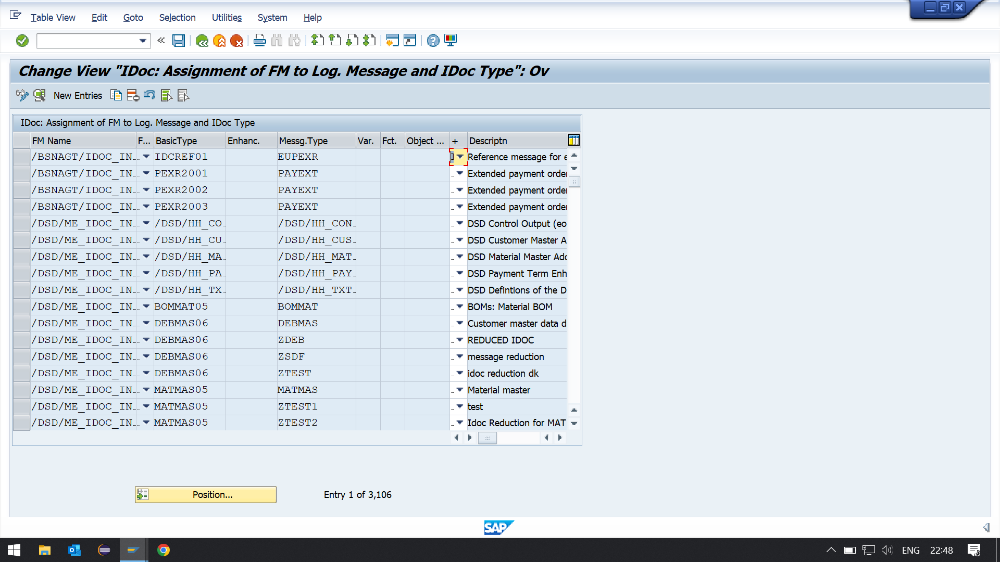 Table View Edit Goto Selection Utilities System Help
Change View "IDoc: Assignment of FM to Log. Message and IDoc Type": Ov
New Entries
IDoc: Assignment of FM to Log. Message and IDoc Type
FM Name F... BasicType Enhanc. Messg.Type Var. Fct. Object ... + Descriptn
/BSNAGT/IDOC_IN... IDCREF01 EUPEXR Reference message for e
/BSNAGT/IDOC_IN... PEXR2001 PAYEXT ... Extended payment order
/BSNAGT/IDOC_IN... PEXR2002 PAYEXT ... Extended payment order
/BSNAGT/IDOC_IN... PEXR2003 PAYEXT ... Extended payment order
/DSD/ME_IDOC_IN... /DSD/HH_CO... /DSD/HH_CON... ... DSD Control Output (eo
/DSD/ME_IDOC_IN... /DSD/HH_CU... /DSD/HH_CUS... ... DSD Customer Master A
/DSD/ME_IDOC_IN... /DSD/HH_MA... /DSD/HH_MAT... ... DSD Material Master Add
/DSD/ME_IDOC_IN... /DSD/HH_PA... /DSD/HH_PAY... ... DSD Payment Term Enh
/DSD/ME_IDOC_IN... /DSD/HH_TX... /DSD/HH_TXT... ... DSD Defintions of the D
/DSD/ME_IDOC_IN... BOMMAT05 BOMMAT ... BOMs: Material BOM
/DSD/ME_IDOC_IN... DEBMAS06 DEBMAS ... Customer master data d
/DSD/ME_IDOC_IN... DEBMAS06 ZDEB ... REDUCED IDOC
/DSD/ME_IDOC_IN... DEBMAS06 ZSDF ... message reduction
/DSD/ME_IDOC_IN... DEBMAS06 ZTEST ... idoc reduction dk
/DSD/ME_IDOC_IN... MATMAS05 MATMAS ... Material master
/DSD/ME_IDOC_IN... MATMAS05 ZTEST1 ... test
/DSD/ME_IDOC_IN... MATMAS05 ZTEST2 ... Idoc Reduction for MAT
Position... Entry 1 of 3,106
SAP
ENG 22:48